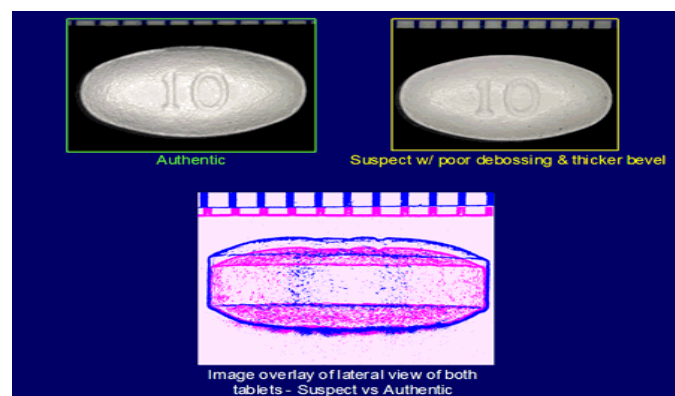 10
10
Authentic
Suspect w/ poor debossing & thicker bevel
Image overlay of lateral view of both
tablets - Suspect vs Authentic